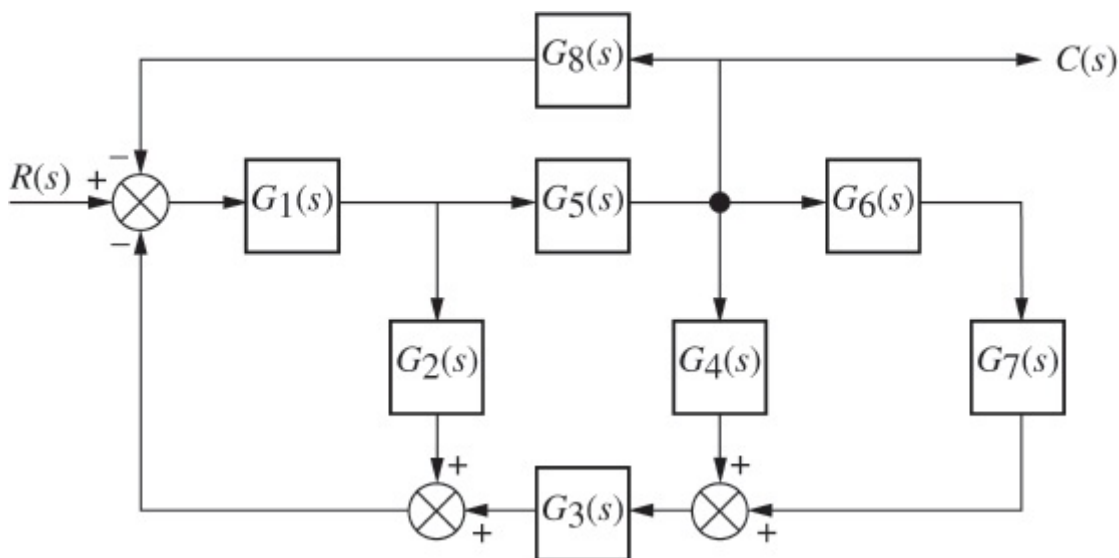 G8(s)
C(s)
−
R(s)
+
G1(s)
G5(s)
G6(s)
−
G2(s)
G4(s)
G7(s)
+
+
G3(s)
+
+